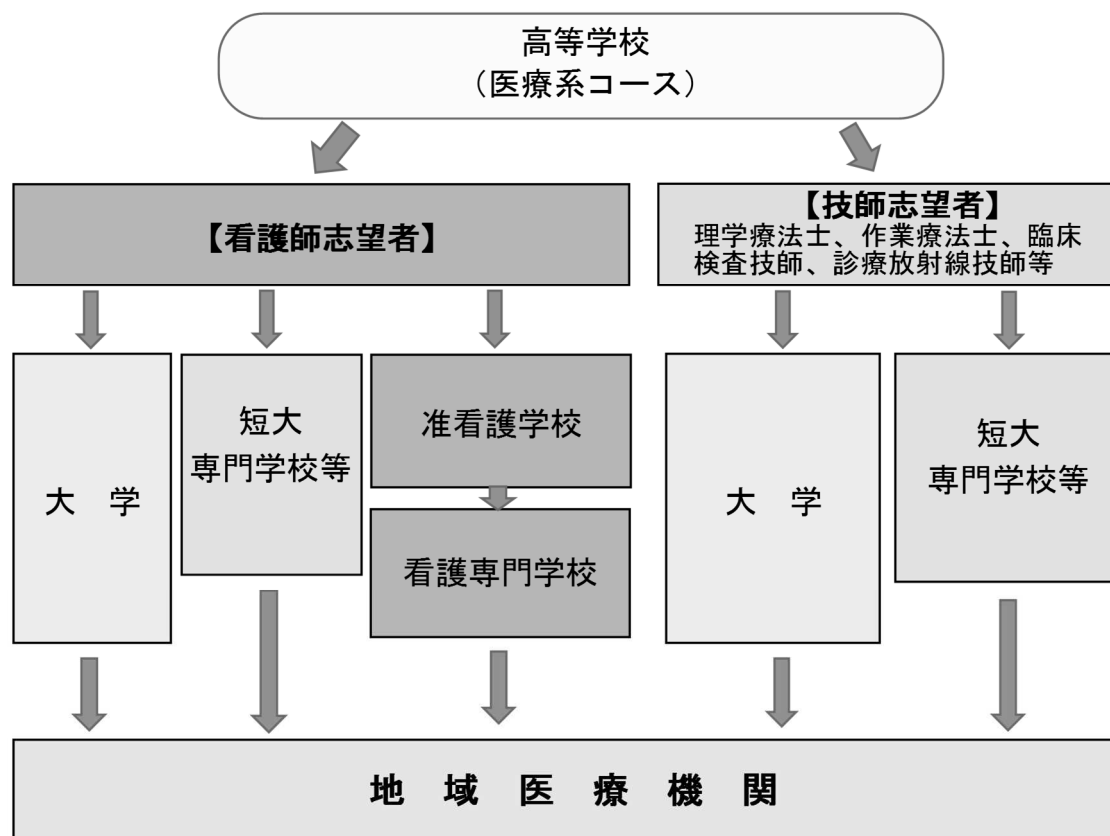 高等学校
（医療系コース）
【看護師志望者】
【技師志望者】
理学療法士、作業療法士、臨床
検査技師、診療放射線技師等
大　学
短大
専門学校等
准看護学校
看護専門学校
大　学
短大
専門学校等
地　域　医　療　機　関